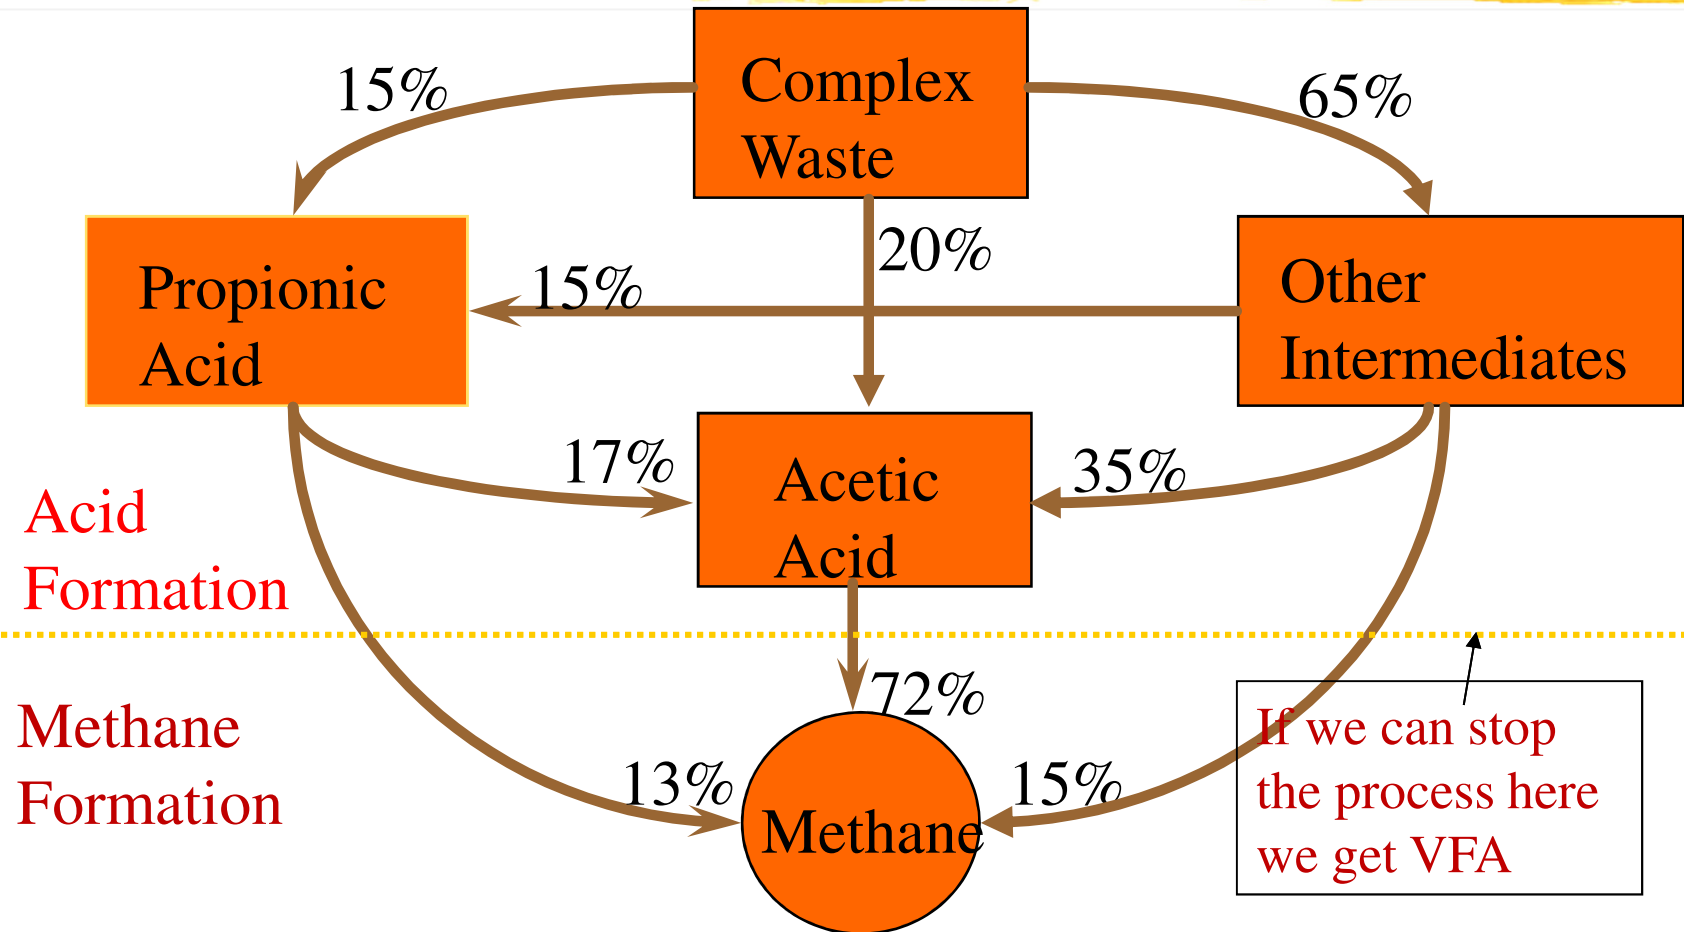 15%
Complex
Waste
65%
20%
Propionic
Acid
15%
Other
Intermediates
17%
Acetic
Acid
35%
Acid
Formation
72%
Methane
Formation
13%
Methane
15%
If we can stop
the process here
we get VFA